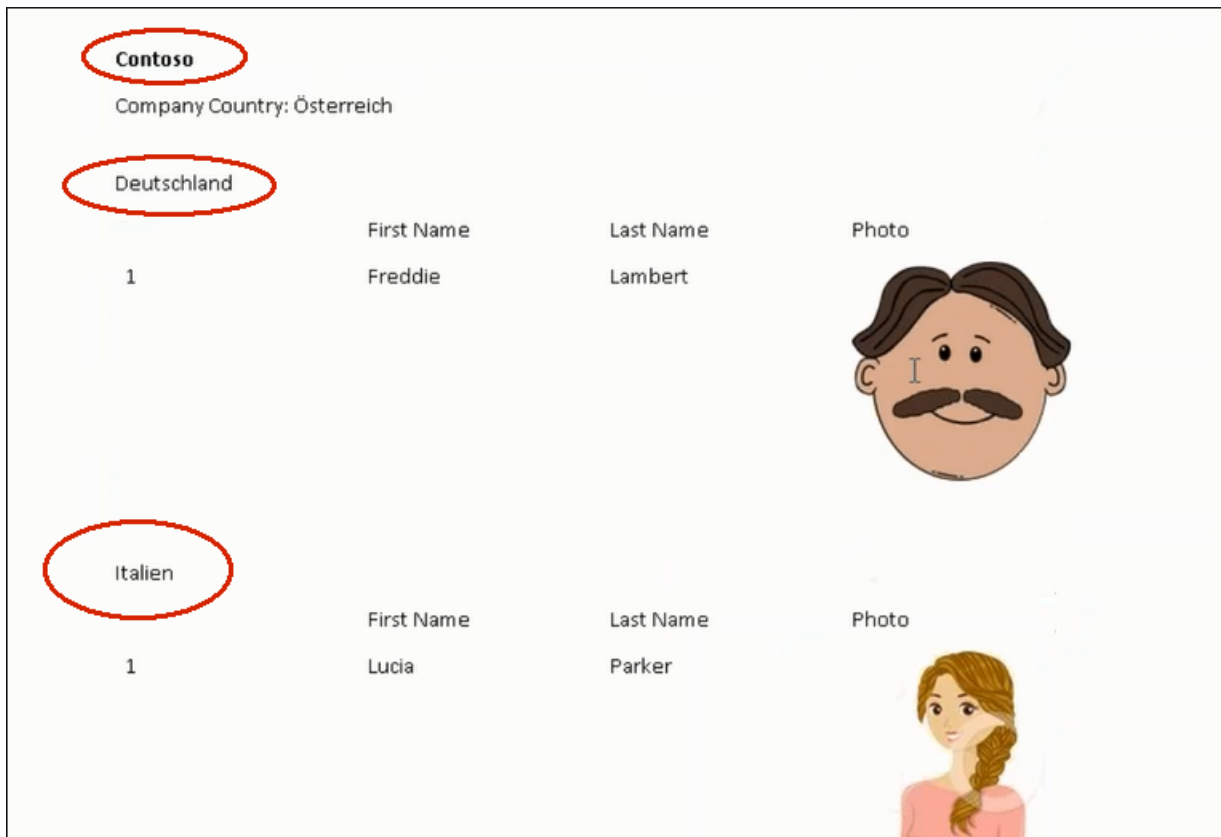 Contoso
Company Country: Österreich
Deutschland
First Name Last Name Photo
1 Freddie Lambert
Italien
First Name Last Name Photo
1 Lucia Parker